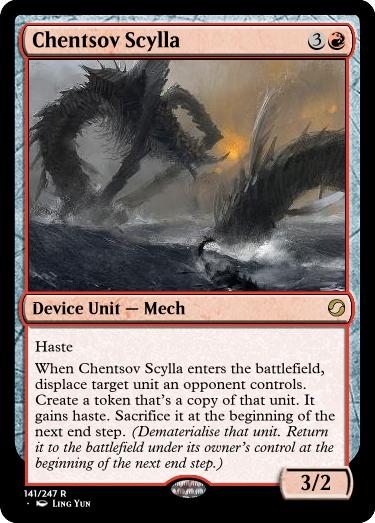 Chentsov Scylla 3
Device Unit — Mech
Haste
When Chentsov Scylla enters the battlefield,
displace target unit an opponent controls.
Create a token that's a copy of that unit. It
gains haste. Sacrifice it at the beginning of the
next end step. (Dematerialise that unit. Return
it to the battlefield under its owner's control at
the beginning of the next end step.)
3/2
141/247 R
Ling Yun